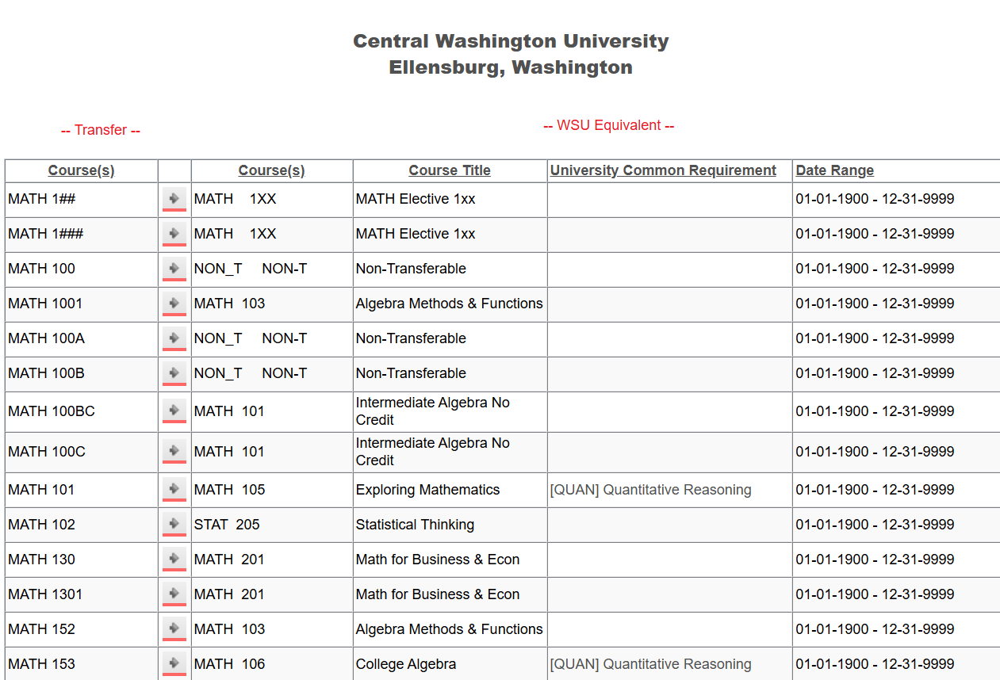 Central Washington University
Ellensburg, Washington
-- Transfer --
-- WSU Equivalent --
Course(s) Course(s) Course Title University Common Requirement Date Range
MATH 1## MATH 1XX MATH Elective 1xx 01-01-1900 - 12-31-9999
MATH 1### MATH 1XX MATH Elective 1xx 01-01-1900 - 12-31-9999
MATH 100 NON_T NON-T Non-Transferable 01-01-1900 - 12-31-9999
MATH 1001 MATH 103 Algebra Methods & Functions 01-01-1900 - 12-31-9999
MATH 100A NON_T NON-T Non-Transferable 01-01-1900 - 12-31-9999
MATH 100B NON_T NON-T Non-Transferable 01-01-1900 - 12-31-9999
MATH 100BC MATH 101 Intermediate Algebra No
Credit 01-01-1900 - 12-31-9999
MATH 100C MATH 101 Intermediate Algebra No
Credit 01-01-1900 - 12-31-9999
MATH 101 MATH 105 Exploring Mathematics [QUAN] Quantitative Reasoning 01-01-1900 - 12-31-9999
MATH 102 STAT 205 Statistical Thinking 01-01-1900 - 12-31-9999
MATH 130 MATH 201 Math for Business & Econ 01-01-1900 - 12-31-9999
MATH 1301 MATH 201 Math for Business & Econ 01-01-1900 - 12-31-9999
MATH 152 MATH 103 Algebra Methods & Functions 01-01-1900 - 12-31-9999
MATH 153 MATH 106 College Algebra [QUAN] Quantitative Reasoning 01-01-1900 - 12-31-9999